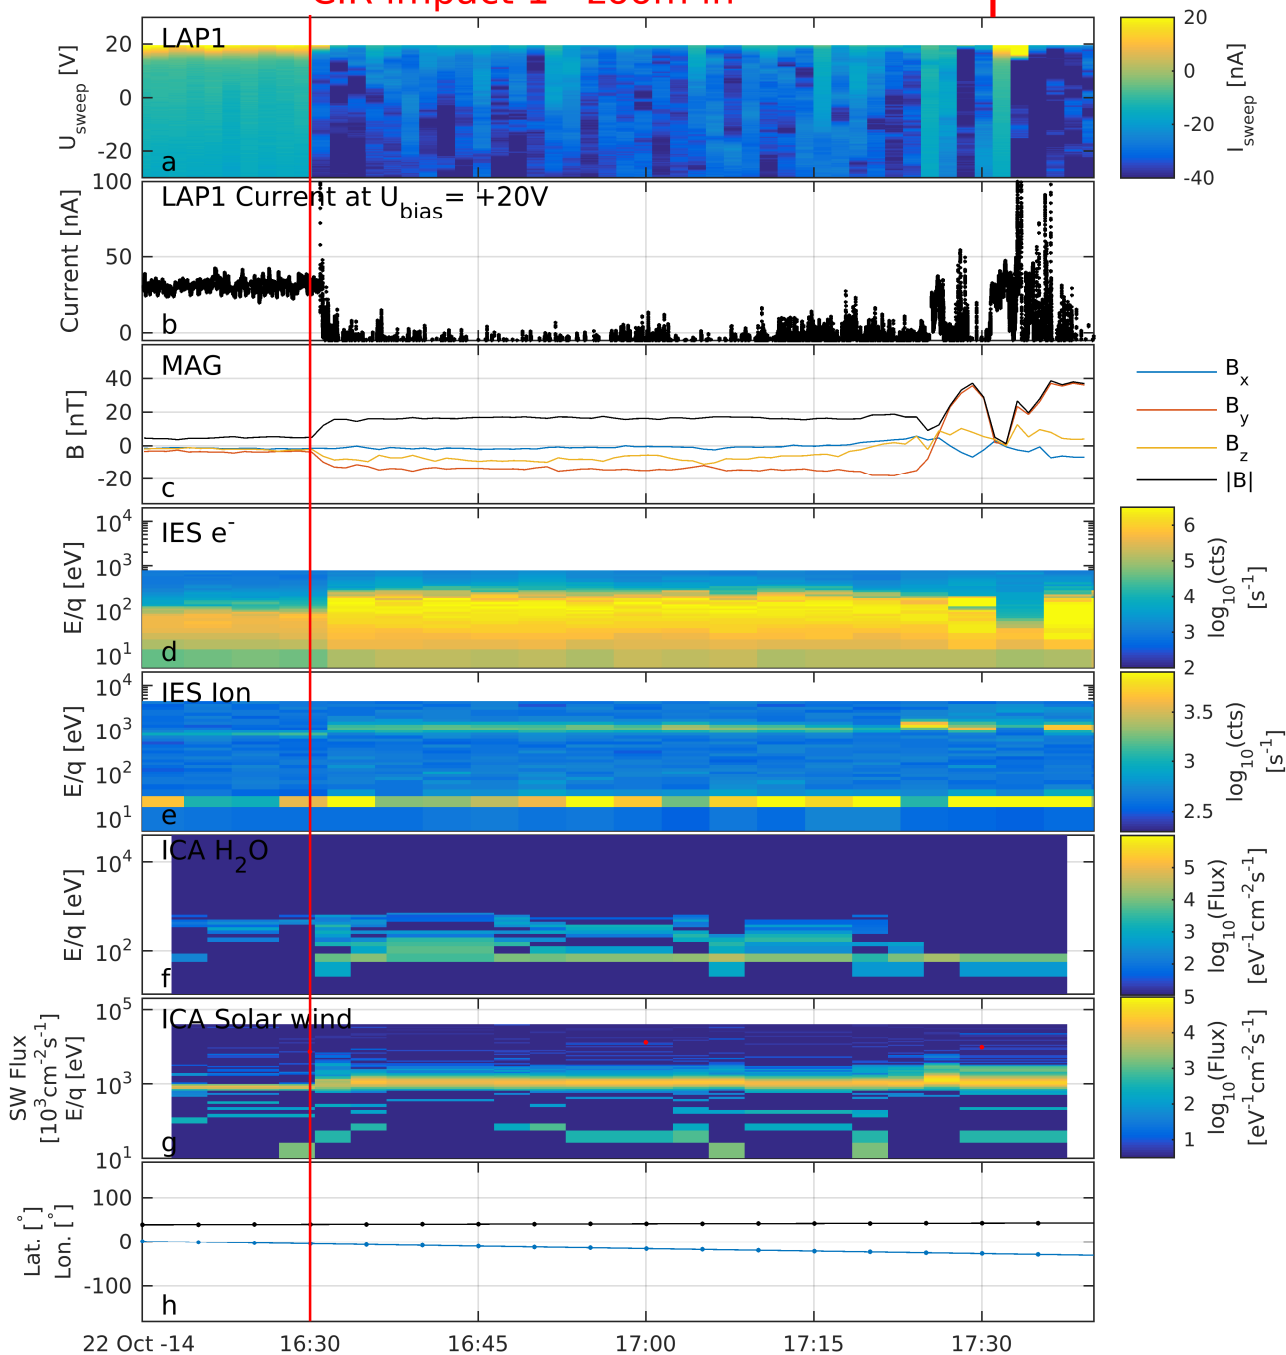 CIR Impact 1 - zoom in
LAP1
U_sweep [V]
20
0
-20
a
20
0
-20
-40
I_sweep [nA]
LAP1 Current at U_bias = +20V
Current [nA]
100
50
0
b
MAG
B [nT]
40
20
0
-20
c
B_x
B_y
B_z
|B|
IES e^-
E/q [eV]
10^4
10^3
10^2
10^1
d
6
5
4
3
2
log_10(cts)
[s^-1]
IES Ion
E/q [eV]
10^4
10^3
10^2
10^1
e
3.5
3
2.5
log_10(cts)
[s^-1]
ICA H_2O
E/q [eV]
10^4
10^2
f
5
4
3
2
log_10(Flux)
[eV^-1cm^-2s^-1]
ICA Solar wind
SW Flux
[10^3cm^-2s^-1]
E/q [eV]
10^5
10^3
10^1
g
5
4
3
2
1
log_10(Flux)
[eV^-1cm^-2s^-1]
Lat. [°]
Lon. [°]
100
0
-100
h
22 Oct -14
16:30
16:45
17:00
17:15
17:30